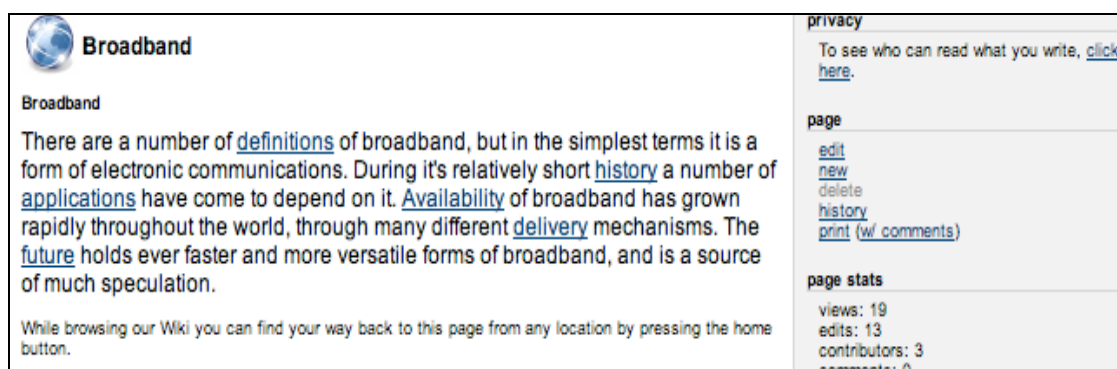 Broadband
Broadband
There are a number of definitions of broadband, but in the simplest terms it is a
form of electronic communications. During it's relatively short history a number of
applications have come to depend on it. Availability of broadband has grown
rapidly throughout the world, through many different delivery mechanisms. The
future holds ever faster and more versatile forms of broadband, and is a source
of much speculation.
While browsing our Wiki you can find your way back to this page from any location by pressing the home
button.
privacy
To see who can read what you write, click
here.
page
edit
new
delete
history
print (w/ comments)
page stats
views: 19
edits: 13
contributors: 3
comments: 0